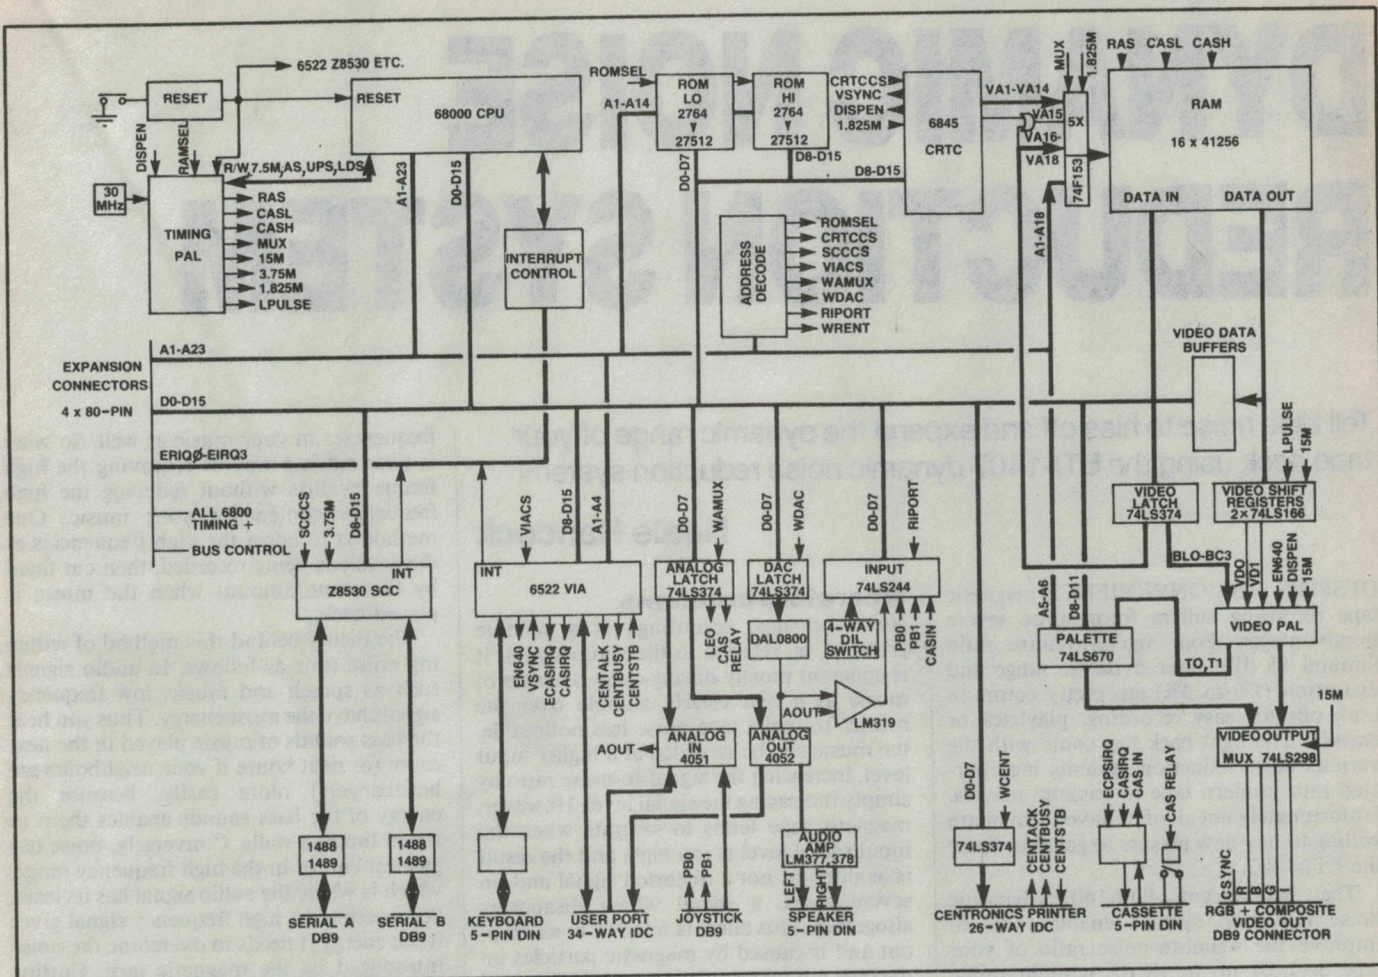 6522 Z8530 ETC.
RESET
RESET
68000 CPU
DISPEN
RAMSEL
R/W,7.5M,AS,UPS,LDS
30
MHz
TIMING
PAL
RAS
CASL
CASH
MUX
15M
3.75M
1.825M
LPULSE
A1-A23
D0-D15
INTERRUPT
CONTROL
ROMSEL
A1-A14
ROM
LO
2764
27512
ROM
HI
2764
27512
D0-D7
D8-D15
D8-D15
CRTCCS
VSYNC
DISPEN
1.825M
6845
CRTC
VA1-VA14
VA15
VA16-
VA18
A1-A18
MUX
1.825M
5X
74F153
RAS CASL CASH
RAM
16 x 41256
DATA IN
DATA OUT
ADDRESS
DECODE
ROMSEL
CRTCCS
SCCCS
VIACS
WAMUX
WDAC
RIPORT
WRENT
EXPANSION
CONNECTORS
4 x 80-PIN
A1-A23
D0-D15
ERIQØ-EIRQ3
VIDEO DATA
BUFFERS
ALL 6800
TIMING +
BUS CONTROL
SCCCS
3.75M
D8-D15
INT
Z8530 SCC
VIACS
D8-D15
A1-A4
INT
6522 VIA
EN640
VSYNC
ECASIRQ
CASIRQ
CENTALK
CENTBUSY
CENTSTB
D0-D7
WAMUX
ANALOG
LATCH
74LS374
LEO
CAS
RELAY
D0-D7
WDAC
DAC
LATCH
74LS374
DAL0800
D0-D7
RIPORT
INPUT
74LS244
4-WAY
DIL
SWITCH
PB0
PB1
CASIN
AOUT
LM319
AOUT
ANALOG
IN
4051
ANALOG
OUT
4052
VIDEO
LATCH
74LS374
LPULSE
15M
VIDEO SHIFT
REGISTERS
2×74LS166
BLO-BC3
VDO
VD1
EN640
DISPEN
15M
A5-A6
D8-D11
PALETTE
74LS670
VIDEO PAL
TO,T1
15M
VIDEO OUTPUT
MUX 74LS298
1488
1489
1488
1489
SERIAL A
DB9
SERIAL B
DB9
KEYBOARD
5-PIN DIN
USER PORT
34-WAY IDC
PB0
PB1
JOYSTICK
DB9
AUDIO
AMP
LM377,378
LEFT
RIGHT
SPEAKER
5-PIN DIN
D0-D7
WCENT
74LS374
CENTACK
CENTBUSY
CENTSTB
CENTRONICS PRINTER
26-WAY IDC
ECPSIRQ
CASIRQ
CAS IN
CAS RELAY
CASSETTE
5-PIN DIN
CSYNC
R
B
G
I
RGB + COMPOSITE
VIDEO OUT
DB9 CONNECTOR